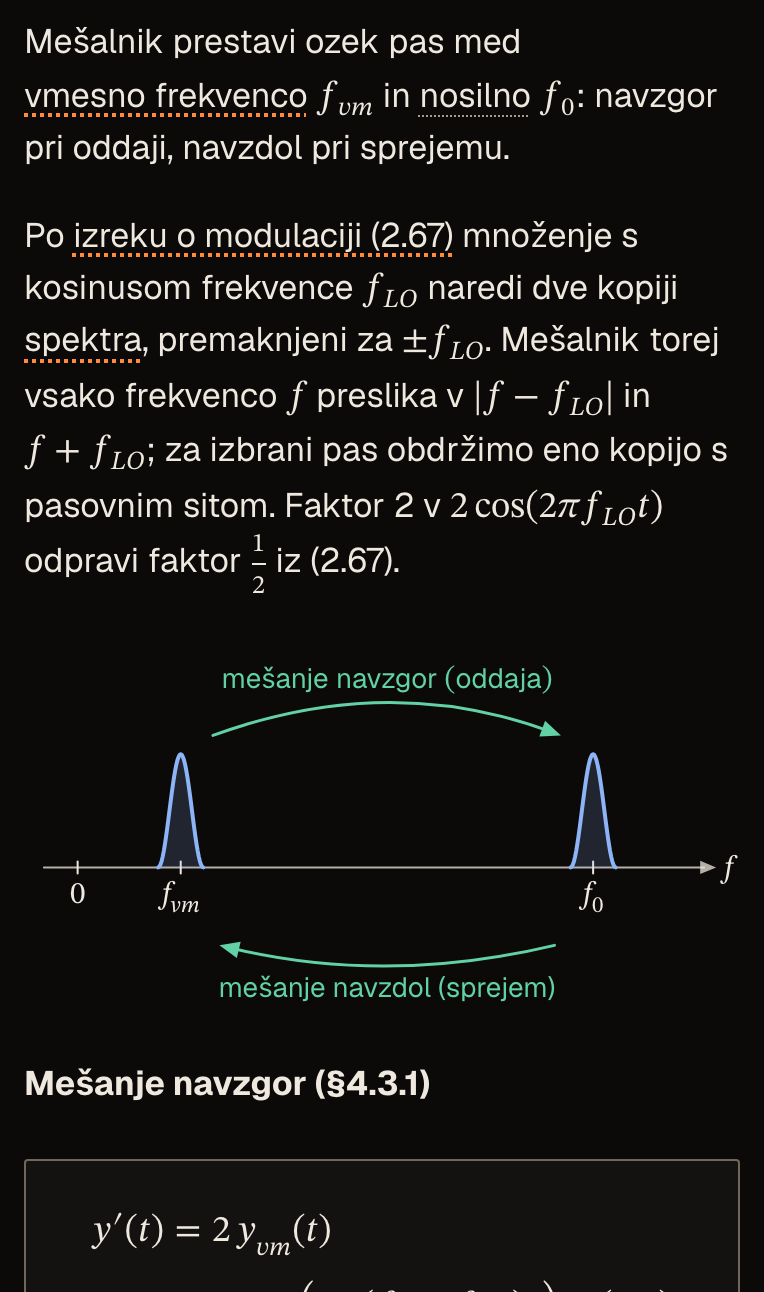 Mešalnik prestavi ozek pas med
vmesno frekvenco f_vm in nosilno f_0: navzgor
pri oddaji, navzdol pri sprejemu.
Po izreku o modulaciji (2.67) množenje s
kosinusom frekvence f_LO naredi dve kopiji
spektra, premaknjeni za ±f_LO. Mešalnik torej
vsako frekvenco f preslika v |f − f_LO| in
f + f_LO; za izbrani pas obdržimo eno kopijo s
pasovnim sitom. Faktor 2 v 2 cos(2πf_LO t)
odpravi faktor 1/2 iz (2.67).
mešanje navzgor (oddaja)
f
0 f_vm f_0
mešanje navzdol (sprejem)
Mešanje navzgor (§4.3.1)
y′(t) = 2 y_vm(t)